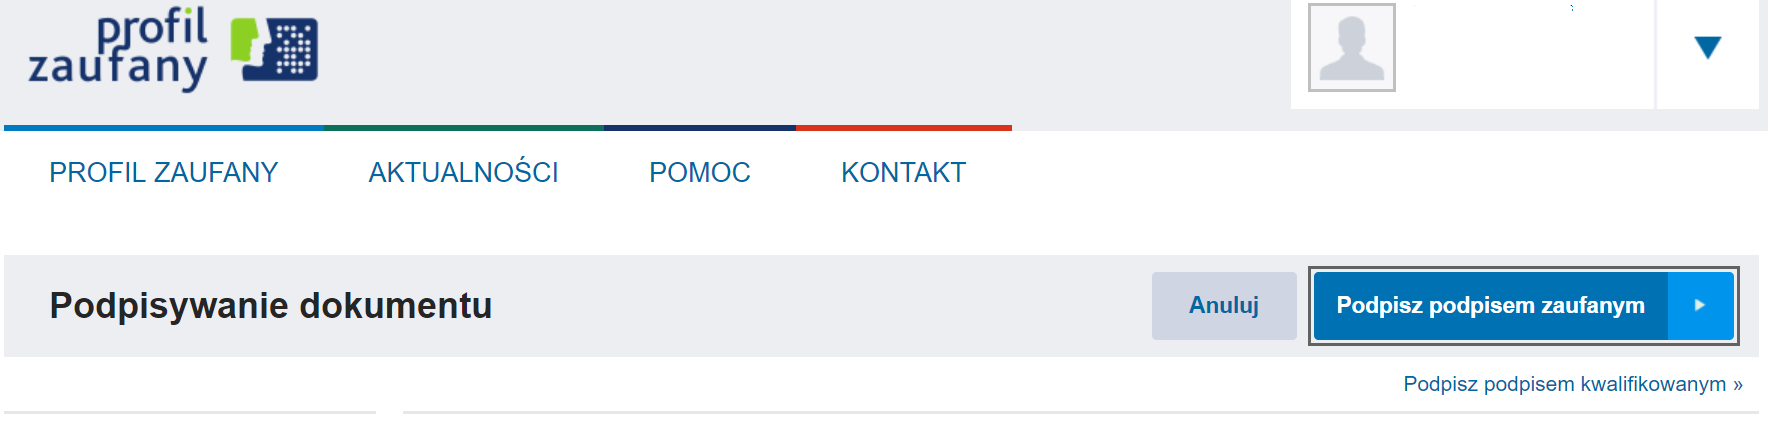 profil
zaufany
PROFIL ZAUFANY AKTUALNOŚCI POMOC KONTAKT
Podpisywanie dokumentu
Anuluj
Podpisz podpisem zaufanym
Podpisz podpisem kwalifikowanym »